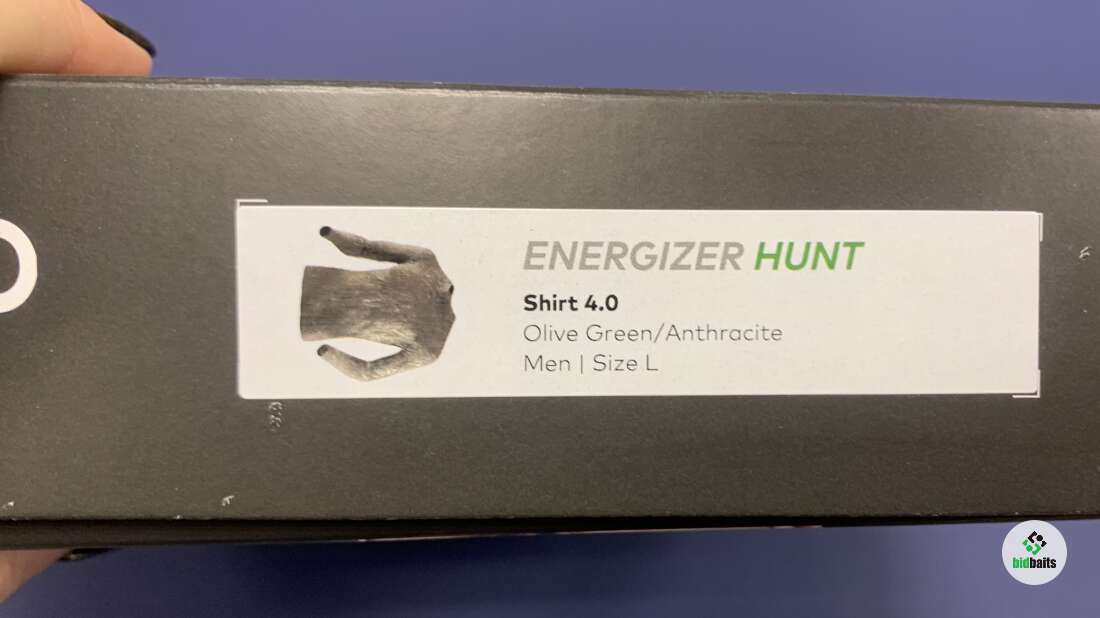 ENERGIZER HUNT
Shirt 4.0
Olive Green/Anthracite
Men | Size L
bidbaits